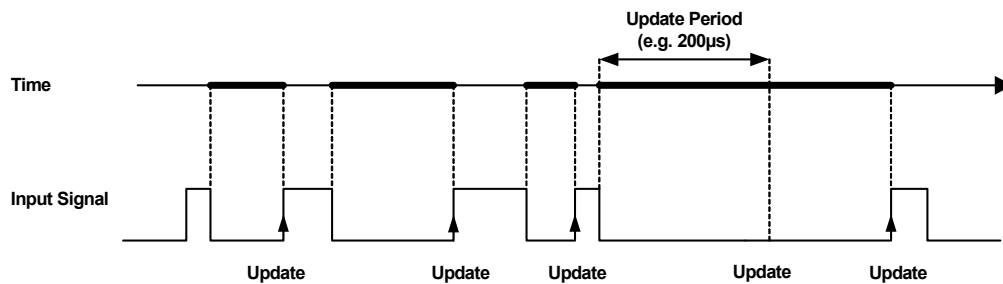 Update Period
(e.g. 200µs)
Time
Input Signal
Update
Update
Update
Update
Update